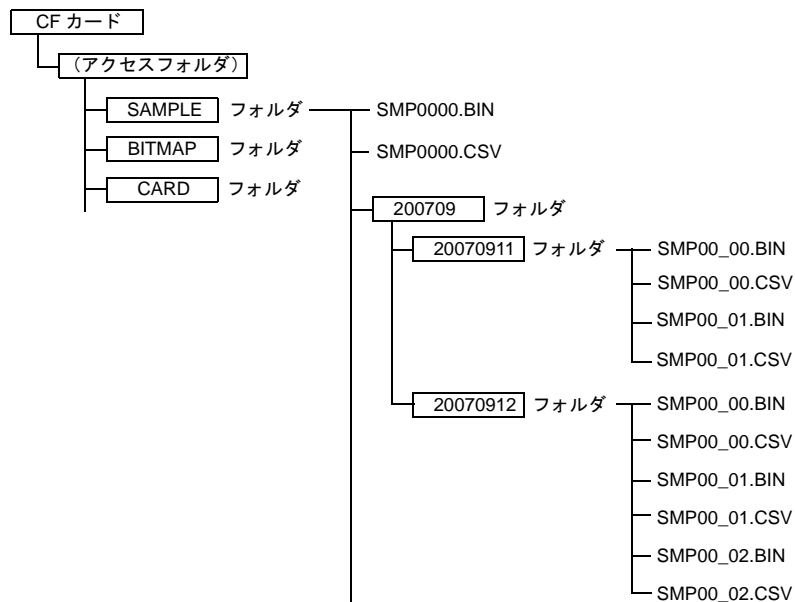 CF カード
（アクセスフォルダ）
SAMPLE フォルダ SMP0000.BIN
BITMAP フォルダ SMP0000.CSV
CARD フォルダ
200709 フォルダ
20070911 フォルダ SMP00_00.BIN
SMP00_00.CSV
SMP00_01.BIN
SMP00_01.CSV
20070912 フォルダ SMP00_00.BIN
SMP00_00.CSV
SMP00_01.BIN
SMP00_01.CSV
SMP00_02.BIN
SMP00_02.CSV